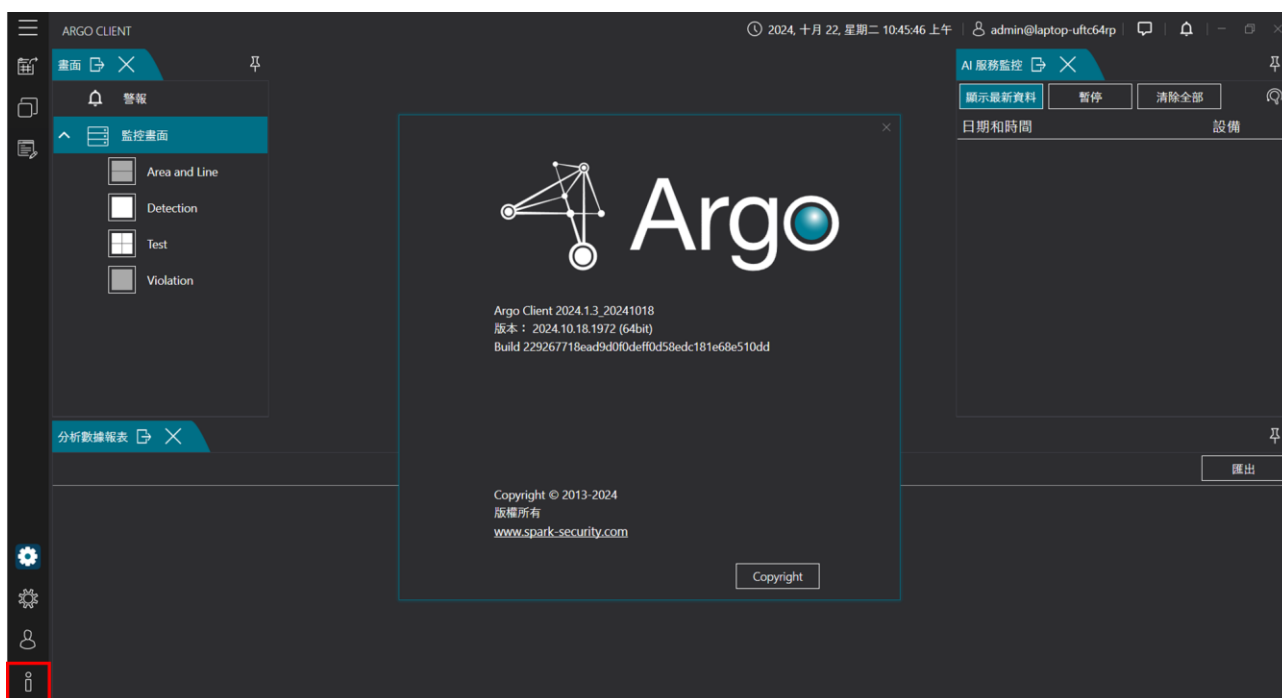 ARGO CLIENT
2024, 十月 22, 星期二 10:45:46 上午
admin@laptop-uftc64rp
畫面
警報
監控畫面
Area and Line
Detection
Test
Violation
AI 服務監控
顯示最新資料
暫停
清除全部
日期和時間
設備
Argo
Argo Client 2024.1.3_20241018
版本： 2024.10.18.1972 (64bit)
Build 229267718ead9d0f0deff0d58edc181e68e510dd
Copyright © 2013-2024
版權所有
www.spark-security.com
Copyright
分析數據報表
匯出